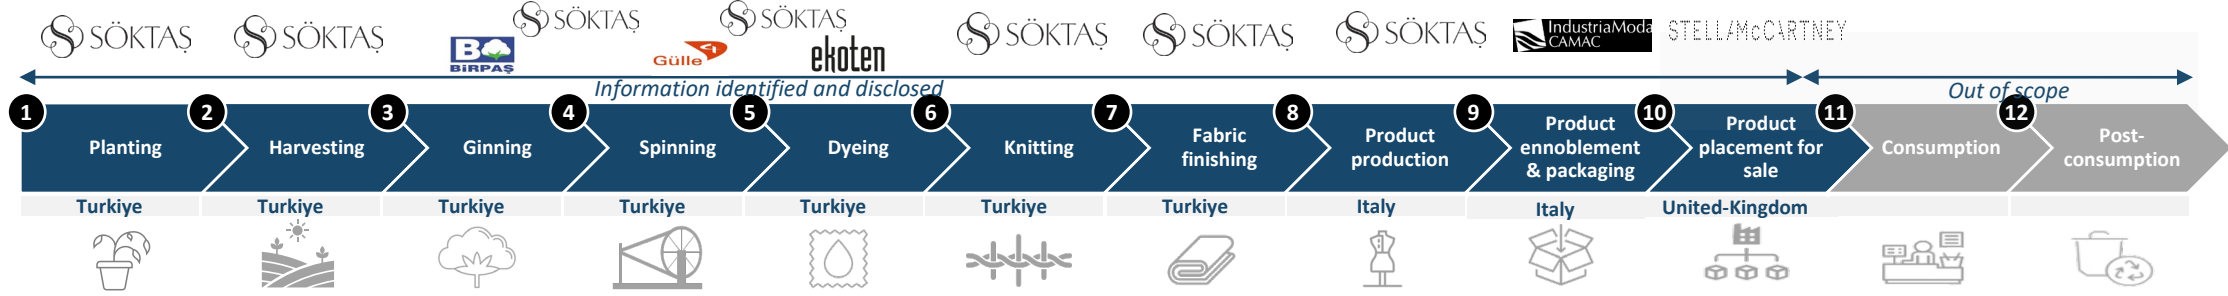 SÖKTAŞ
SÖKTAŞ
SÖKTAŞ
BİRPAŞ
Gülle
SÖKTAŞ
ekoten
SÖKTAŞ
SÖKTAŞ
SÖKTAŞ
IndustriaModa
CAMAC
STELLA McCARTNEY
Information identified and disclosed
Out of scope
1
Planting
2
Harvesting
3
Ginning
4
Spinning
5
Dyeing
6
Knitting
7
Fabric
finishing
8
Product
production
9
Product
ennoblement
& packaging
10
Product
placement for
sale
11
Consumption
12
Post-
consumption
Turkiye
Turkiye
Turkiye
Turkiye
Turkiye
Turkiye
Turkiye
Italy
Italy
United-Kingdom